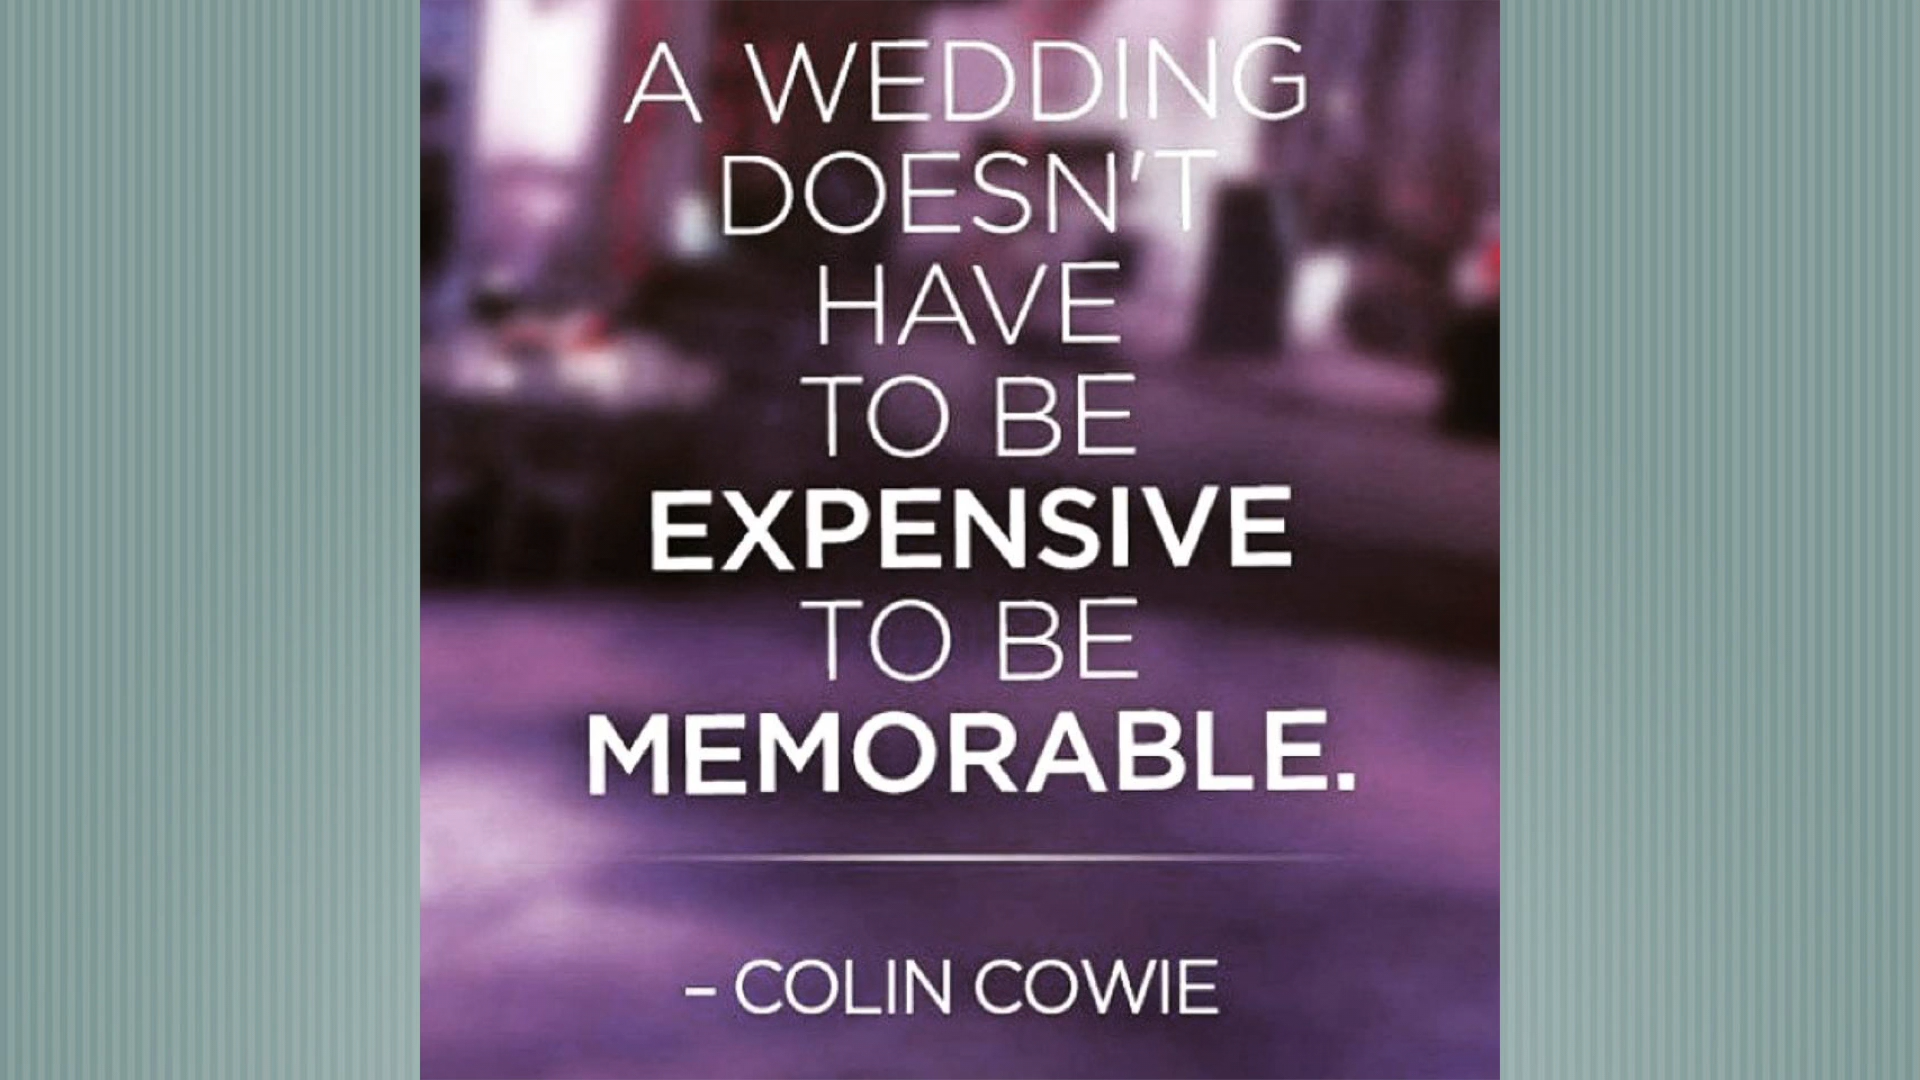 A WEDDING
DOESN'T
HAVE
TO BE
EXPENSIVE
TO BE
MEMORABLE.
– COLIN COWIE